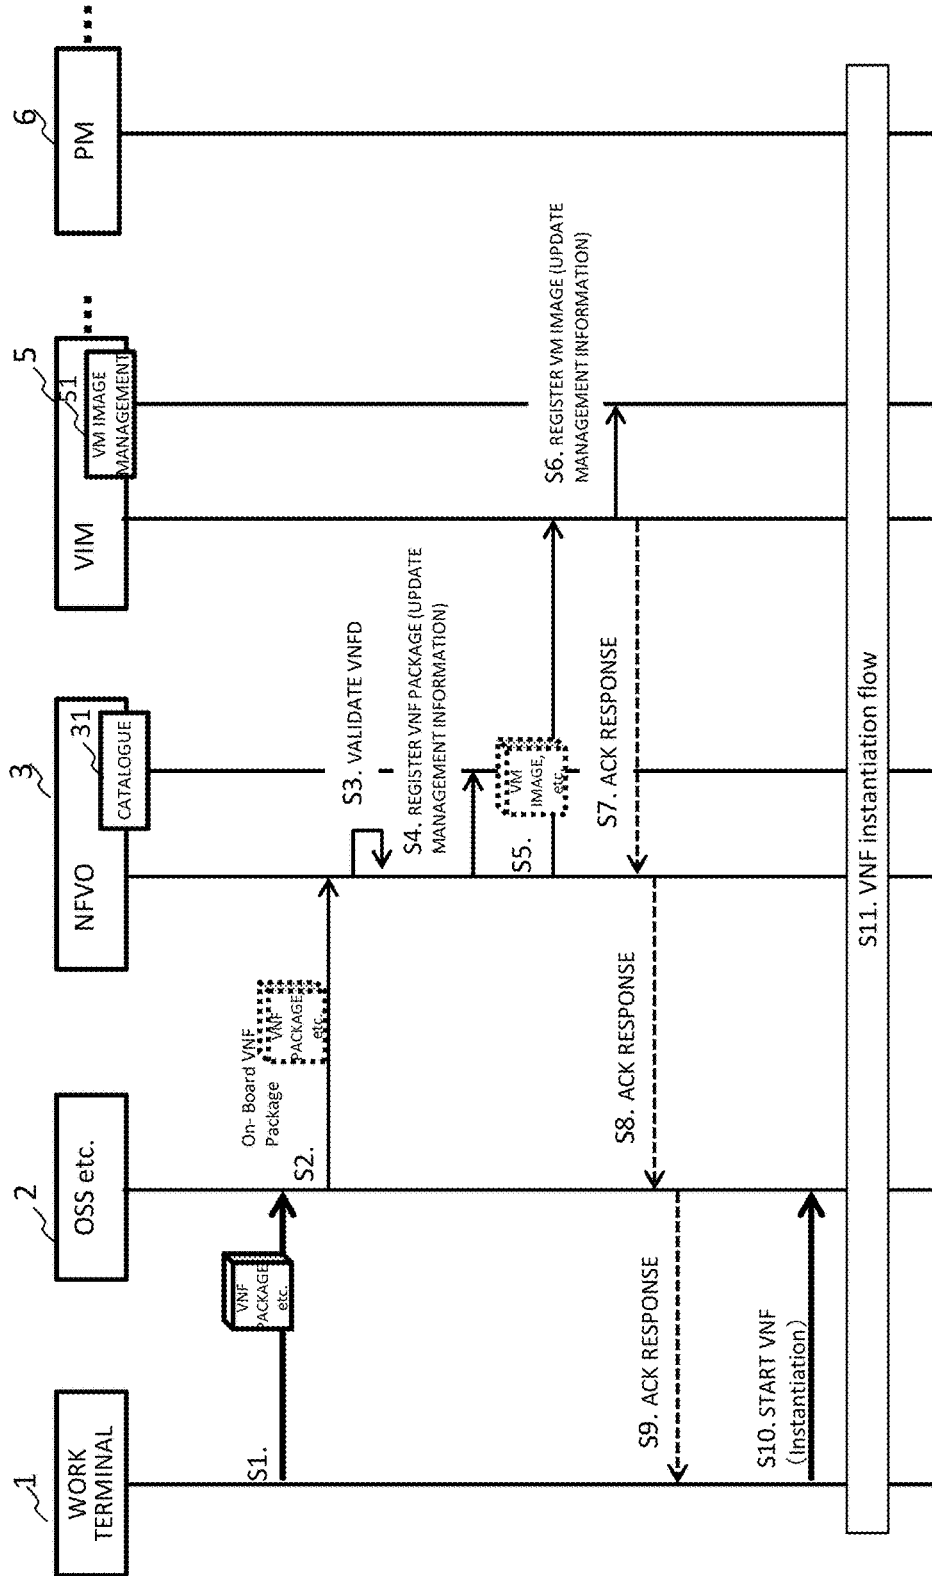 1
WORK
TERMINAL
2
OSS etc.
3
NFVO
31
CATALOGUE
5
VIM
51
VM IMAGE
MANAGEMENT
6
PM
S1.
VNF
PACKAGE
etc.
On- Board VNF
Package
S2.
VNF
PACKAGE
etc.
S3. VALIDATE VNFD
S4. REGISTER VNF PACKAGE (UPDATE
MANAGEMENT INFORMATION)
S5.
VM
IMAGE,
etc.
S6. REGISTER VM IMAGE (UPDATE
MANAGEMENT INFORMATION)
S7. ACK RESPONSE
S8. ACK RESPONSE
S9. ACK RESPONSE
S10. START VNF
(Instantiation)
S11. VNF instantiation flow